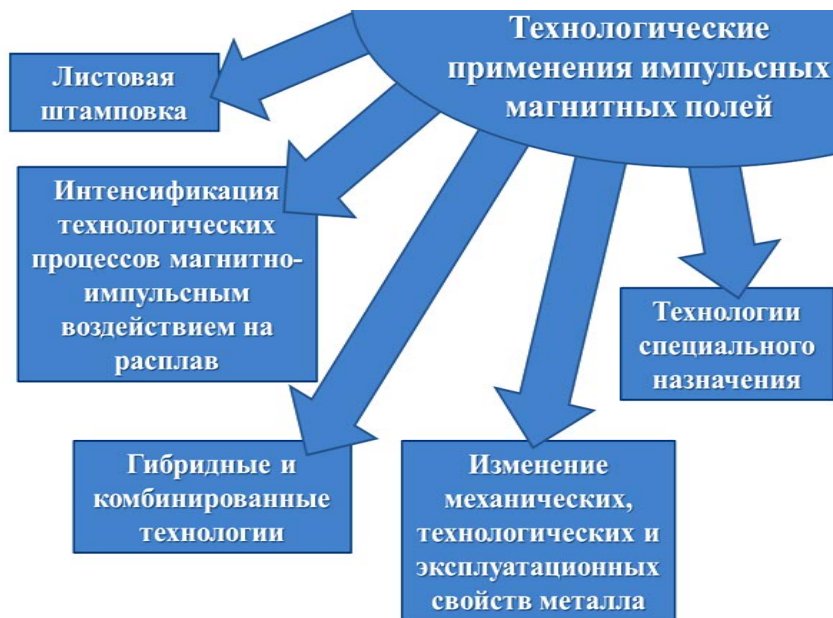 Технологические
применения импульсных
магнитных полей
Листовая
штамповка
Интенсификация
технологических
процессов магнитно-
импульсным
воздействием на
расплав
Гибридные и
комбинированные
технологии
Изменение
механических,
технологических и
эксплуатационных
свойств металла
Технологии
специального
назначения